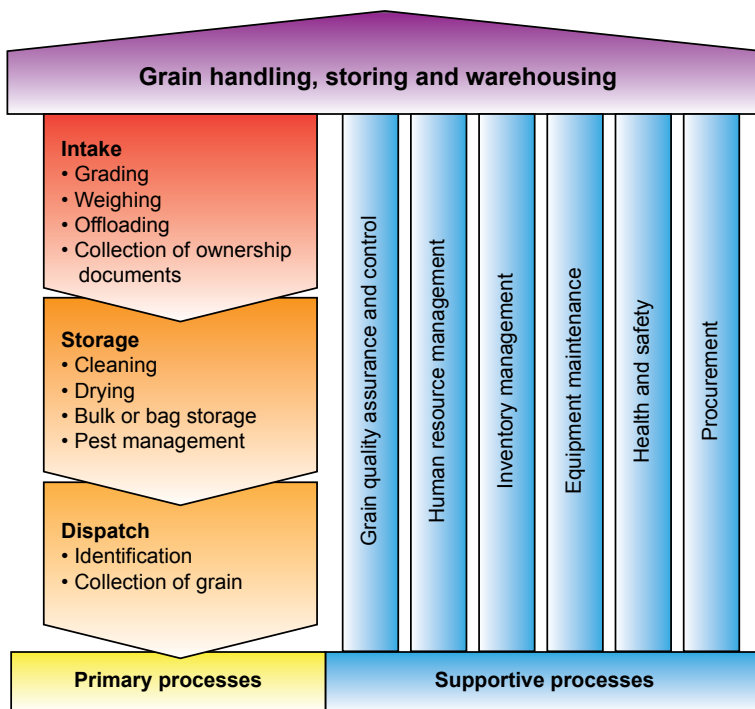 Grain handling, storing and warehousing
Intake
• Grading
• Weighing
• Offloading
• Collection of ownership
documents
Storage
• Cleaning
• Drying
• Bulk or bag storage
• Pest management
Dispatch
• Identification
• Collection of grain
Grain quality assurance and control
Human resource management
Inventory management
Equipment maintenance
Health and safety
Procurement
Primary processes
Supportive processes